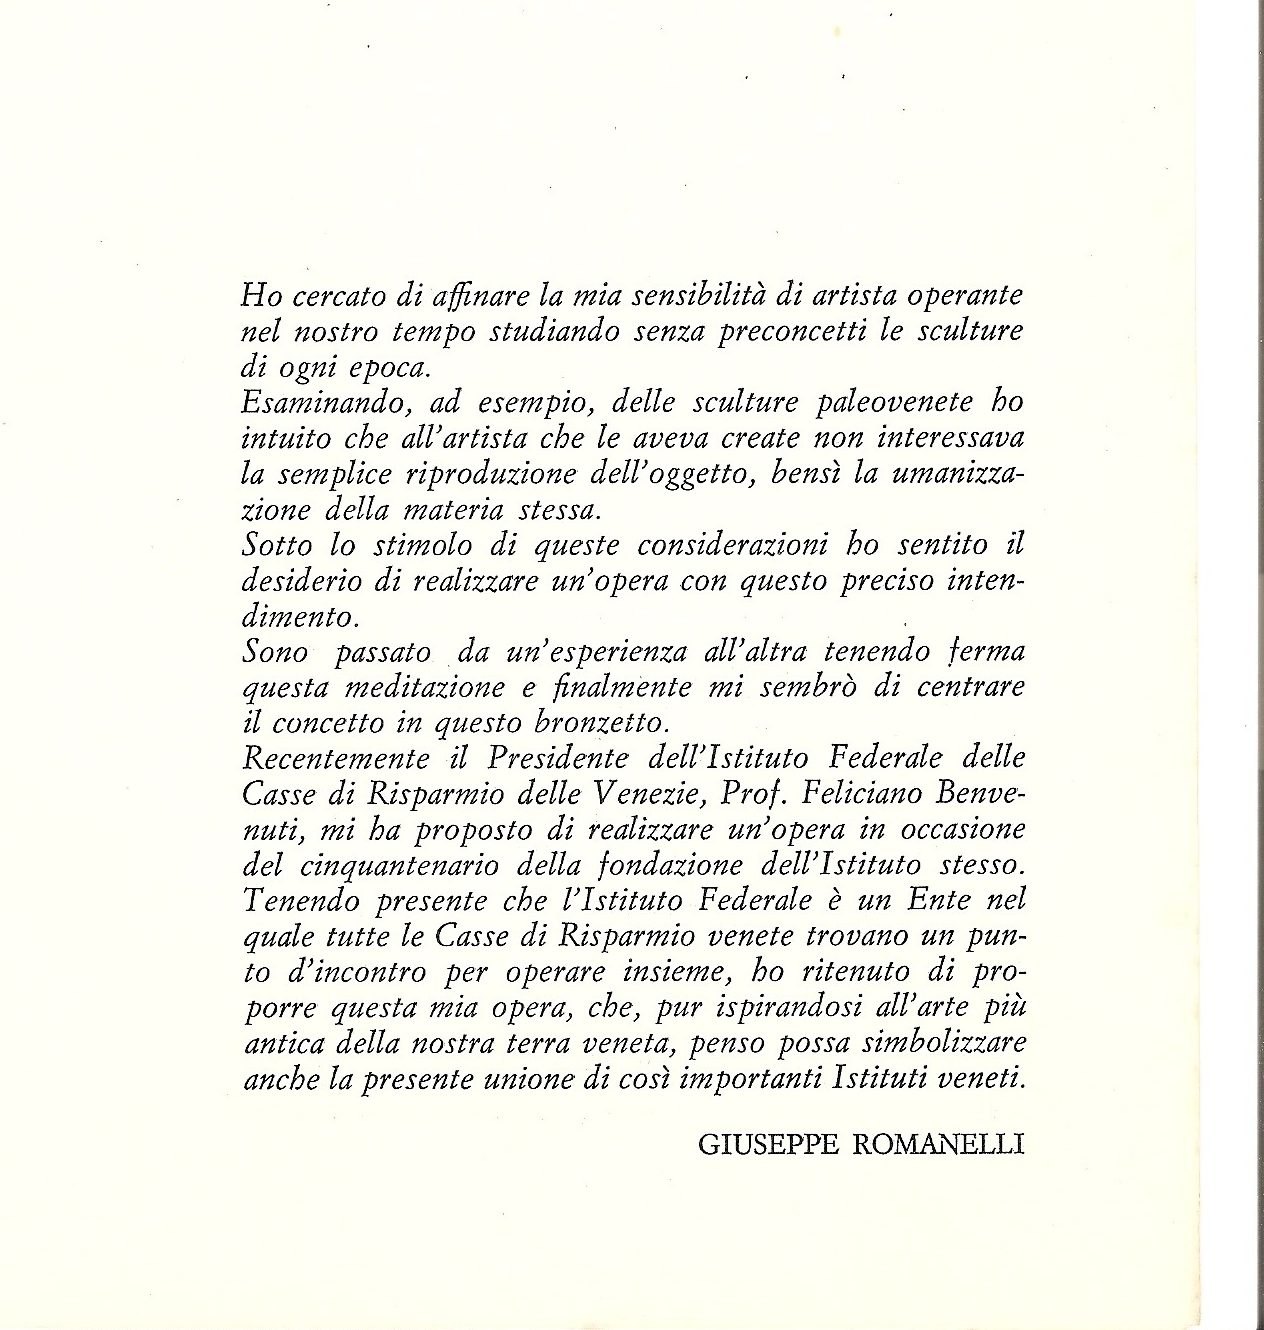 Ho cercato di affinare la mia sensibilità di artista operante
nel nostro tempo studiando senza preconcetti le sculture
di ogni epoca.
Esaminando, ad esempio, delle sculture paleovenete ho
intuito che all'artista che le aveva create non interessava
la semplice riproduzione dell'oggetto, bensì la umanizza-
zione della materia stessa.
Sotto lo stimolo di queste considerazioni ho sentito il
desiderio di realizzare un'opera con questo preciso inten-
dimento.
Sono passato da un'esperienza all'altra tenendo ferma
questa meditazione e finalmente mi sembrò di centrare
il concetto in questo bronzetto.
Recentemente il Presidente dell'Istituto Federale delle
Casse di Risparmio delle Venezie, Prof. Feliciano Benve-
nuti, mi ha proposto di realizzare un'opera in occasione
del cinquantenario della fondazione dell'Istituto stesso.
Tenendo presente che l'Istituto Federale è un Ente nel
quale tutte le Casse di Risparmio venete trovano un pun-
to d'incontro per operare insieme, ho ritenuto di pro-
porre questa mia opera, che, pur ispirandosi all'arte più
antica della nostra terra veneta, penso possa simbolizzare
anche la presente unione di così importanti Istituti veneti.
GIUSEPPE ROMANELLI